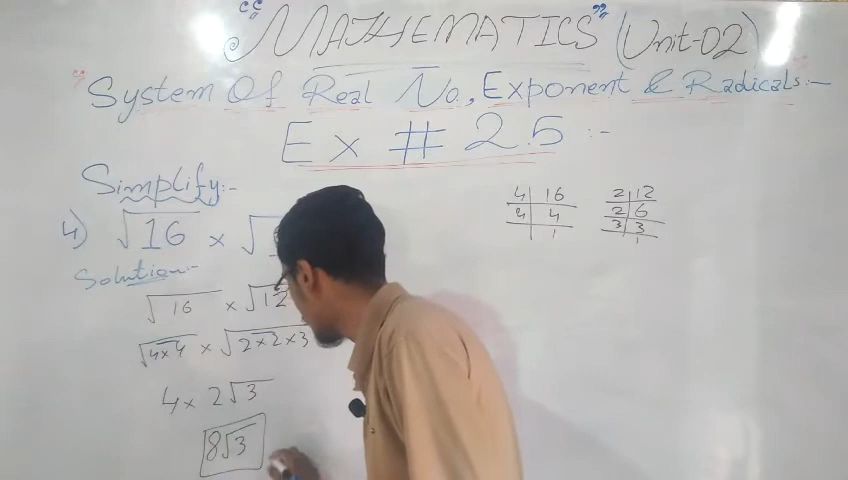 “MATHEMATICS” (Unit-02)
"System Of Real No., Exponent & Radicals:-
Ex # 2.5 :-
Simplify:-
4) √16 × √
Solution:-
√16 × √12
√4×4 × √2×2×3
4 × 2√3
8√3
4 | 16
4 | 4
1
2 | 12
2 | 6
3 | 3
1